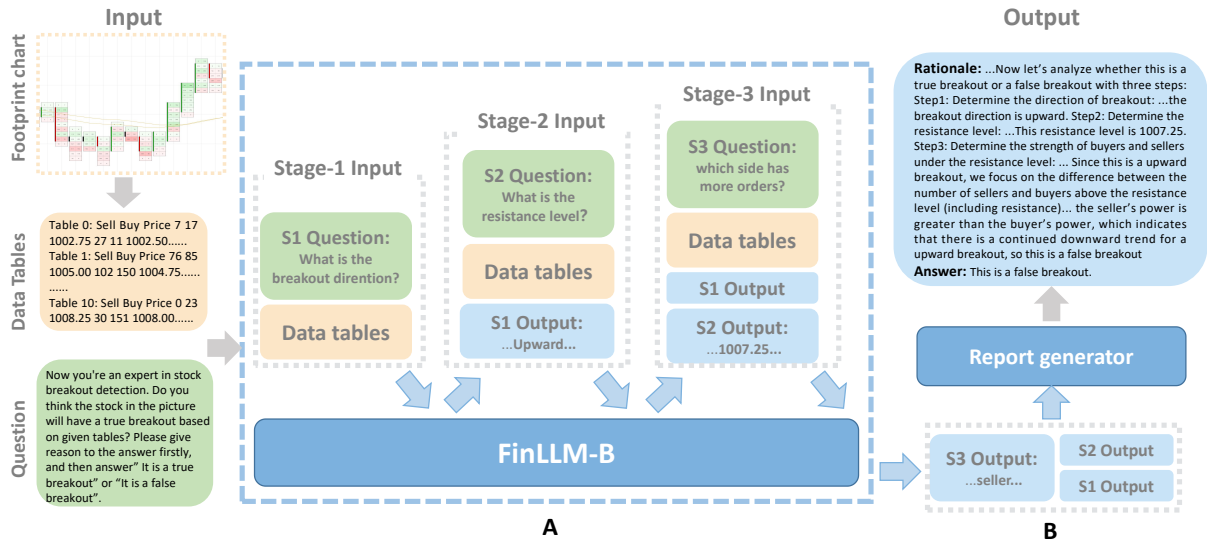 Input
Footprint chart
Data Tables
Table 0: Sell Buy Price 7 17
1002.75 27 11 1002.50......
Table 1: Sell Buy Price 76 85
1005.00 102 150 1004.75......
......
Table 10: Sell Buy Price 0 23
1008.25 30 151 1008.00......
Question
Now you're an expert in stock
breakout detection. Do you
think the stock in the picture
will have a true breakout based
on given tables? Please give
reason to the answer firstly,
and then answer” It is a true
breakout” or “It is a false
breakout”.
Stage-1 Input
S1 Question:
What is the
breakout dirention?
Data tables
Stage-2 Input
S2 Question:
What is the
resistance level?
Data tables
S1 Output:
...Upward...
Stage-3 Input
S3 Question:
which side has
more orders?
Data tables
S1 Output
S2 Output:
...1007.25...
FinLLM-B
A
Output
Rationale: ...Now let’s analyze whether this is a
true breakout or a false breakout with three steps:
Step1: Determine the direction of breakout: ...the
breakout direction is upward. Step2: Determine the
resistance level: ...This resistance level is 1007.25.
Step3: Determine the strength of buyers and sellers
under the resistance level: ... Since this is a upward
breakout, we focus on the difference between the
number of sellers and buyers above the resistance
level (including resistance)... the seller’s power is
greater than the buyer’s power, which indicates
that there is a continued downward trend for a
upward breakout, so this is a false breakout
Answer: This is a false breakout.
Report generator
S3 Output:
...seller...
S2 Output
S1 Output
B